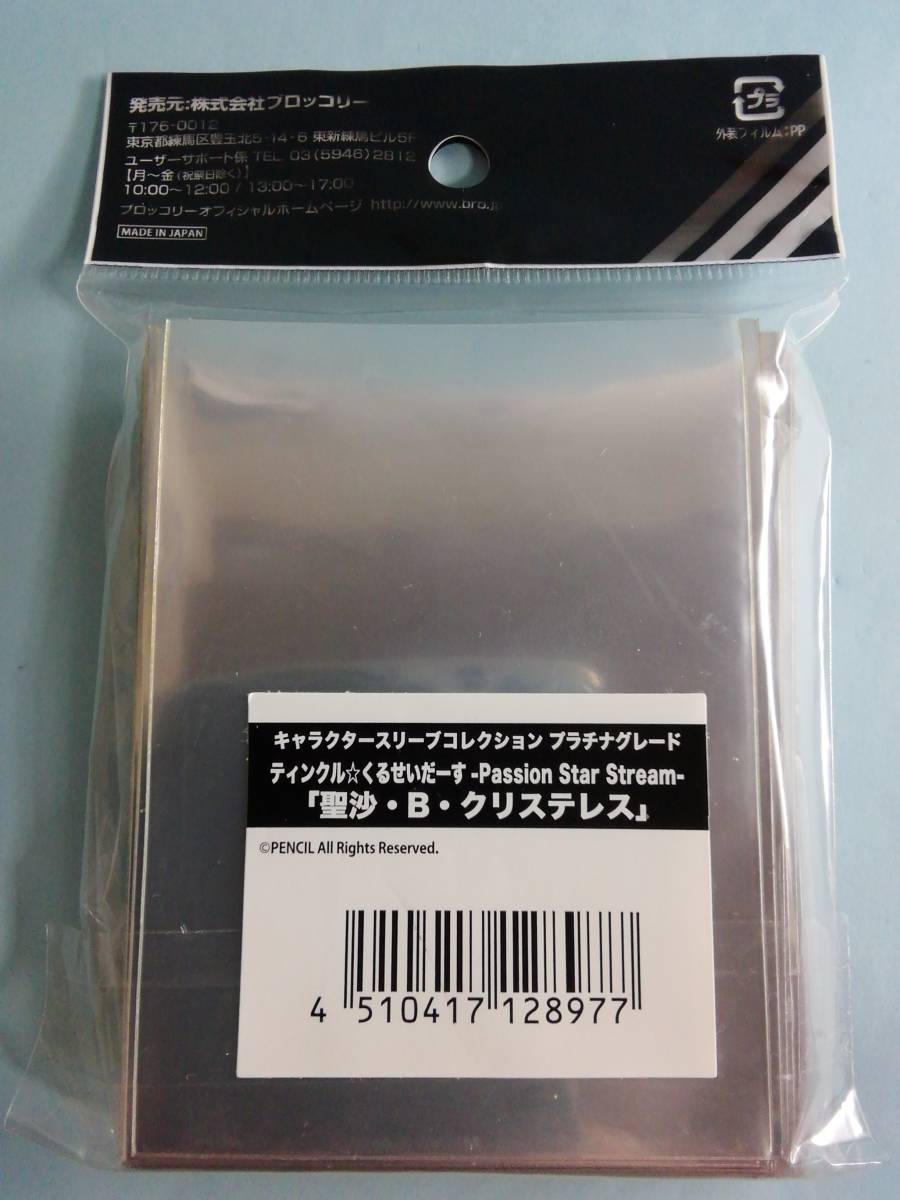 発売元:株式会社ブロッコリー
〒176-0012
東京都練馬区豊玉北5-14-6 東新練馬ビル5F
ユーザーサポート係 TEL 03(5946)2812
【月〜金(祝祭日除く)】
10:00〜12:00 / 13:00〜17:00
ブロッコリーオフィシャルホームページ http://www.bro.jp
MADE IN JAPAN
プラ
外装フィルム:PP
キャラクタースリーブコレクション プラチナグレード
ティンクル☆くるせいだーす -Passion Star Stream-
「聖沙・B・クリステレス」
©PENCIL All Rights Reserved.
4 510417 128977